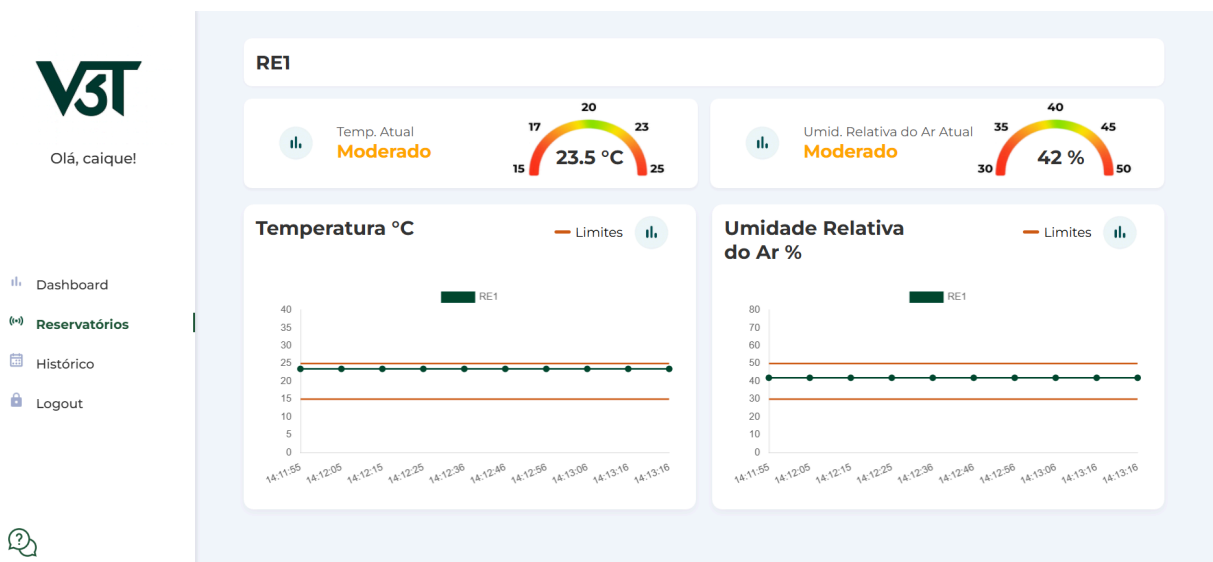 V3T
Olá, caique!
Dashboard
Reservatórios
Histórico
Logout
RE1
Temp. Atual
Moderado
15
17
20
23
25
23.5 °C
Umid. Relativa do Ar Atual
Moderado
30
35
40
45
50
42 %
Temperatura °C
Limites
RE1
40
35
30
25
20
15
10
5
0
14:11:55
14:12:05
14:12:15
14:12:25
14:12:36
14:12:46
14:12:56
14:13:06
14:13:16
14:13:16
Umidade Relativa
do Ar %
Limites
RE1
80
70
60
50
40
30
20
10
0
14:11:55
14:12:05
14:12:15
14:12:25
14:12:36
14:12:46
14:12:56
14:13:06
14:13:16
14:13:16
?